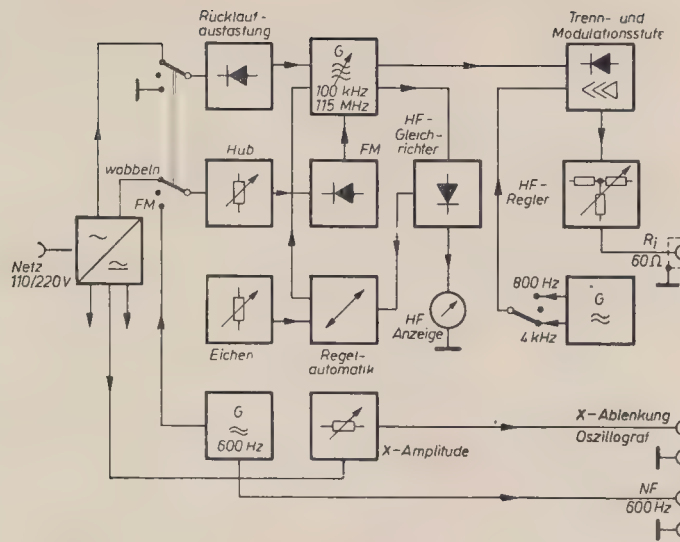 Rücklauf-
austastung
G
100 kHz
115 MHz
Trenn- und
Modulationsstufe
HF-
Gleich-
richter
wobbeln
Hub
FM
FM
HF-
Regler
Ri
60 Ω
~
Netz
110/220V
Eichen
Regel-
automatik
HF
Anzeige
800 Hz
4 kHz
G
G
600 Hz
X-Amplitude
X-Ablenkung
Oszillograf
NF
600 Hz